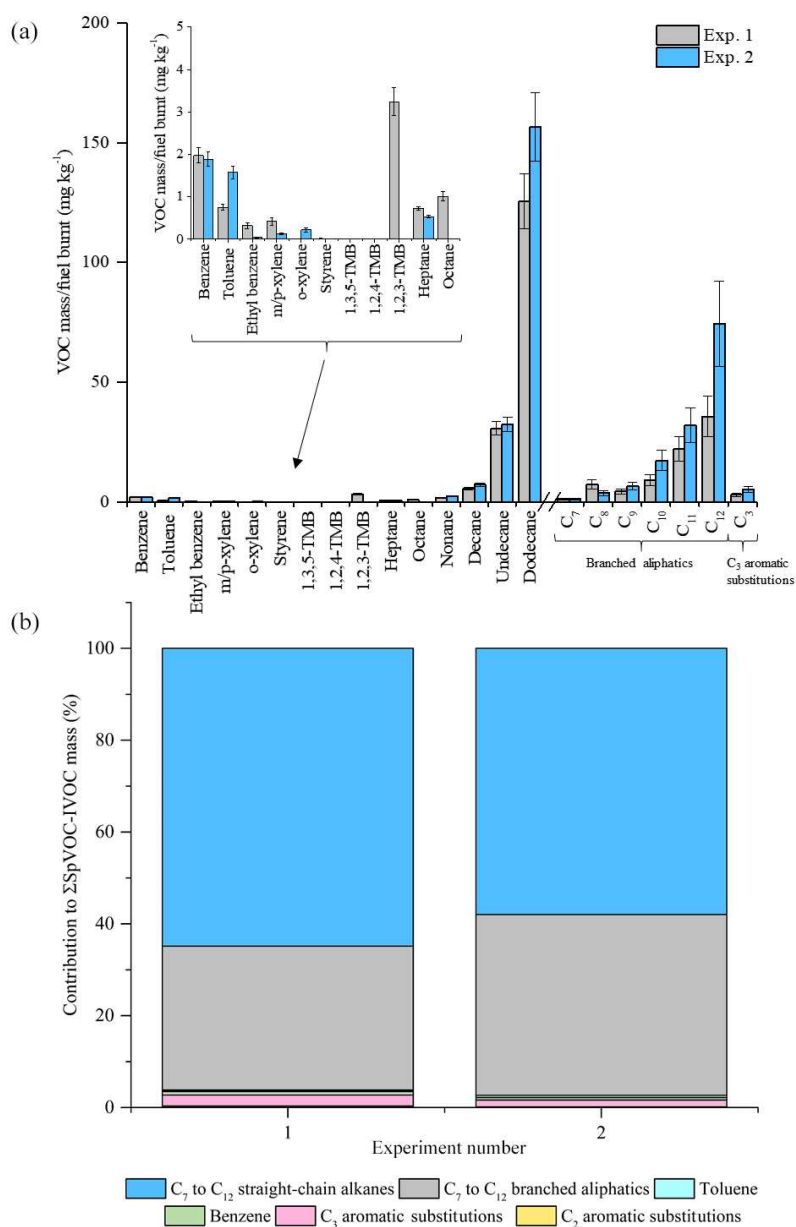 (a)
200
150
100
50
0
VOC mass/fuel burnt (mg kg⁻¹)
5
4
3
2
1
0
VOC mass/fuel burnt (mg kg⁻¹)
Benzene
Toluene
Ethyl benzene
m/p-xylene
o-xylene
Styrene
1,3,5-TMB
1,2,4-TMB
1,2,3-TMB
Heptane
Octane
Exp. 1
Exp. 2
Benzene
Toluene
Ethyl benzene
m/p-xylene
o-xylene
Styrene
1,3,5-TMB
1,2,4-TMB
1,2,3-TMB
Heptane
Octane
Nonane
Decane
Undecane
Dodecane
C₇
C₈
C₉
C₁₀
C₁₁
C₁₂
C₃
Branched aliphatics
C₃ aromatic
substitutions
(b)
100
80
60
40
20
0
Contribution to ΣSpVOC-IVOC mass (%)
1
2
Experiment number
C₇ to C₁₂ straight-chain alkanes C₇ to C₁₂ branched aliphatics Toluene
Benzene C₃ aromatic substitutions C₂ aromatic substitutions